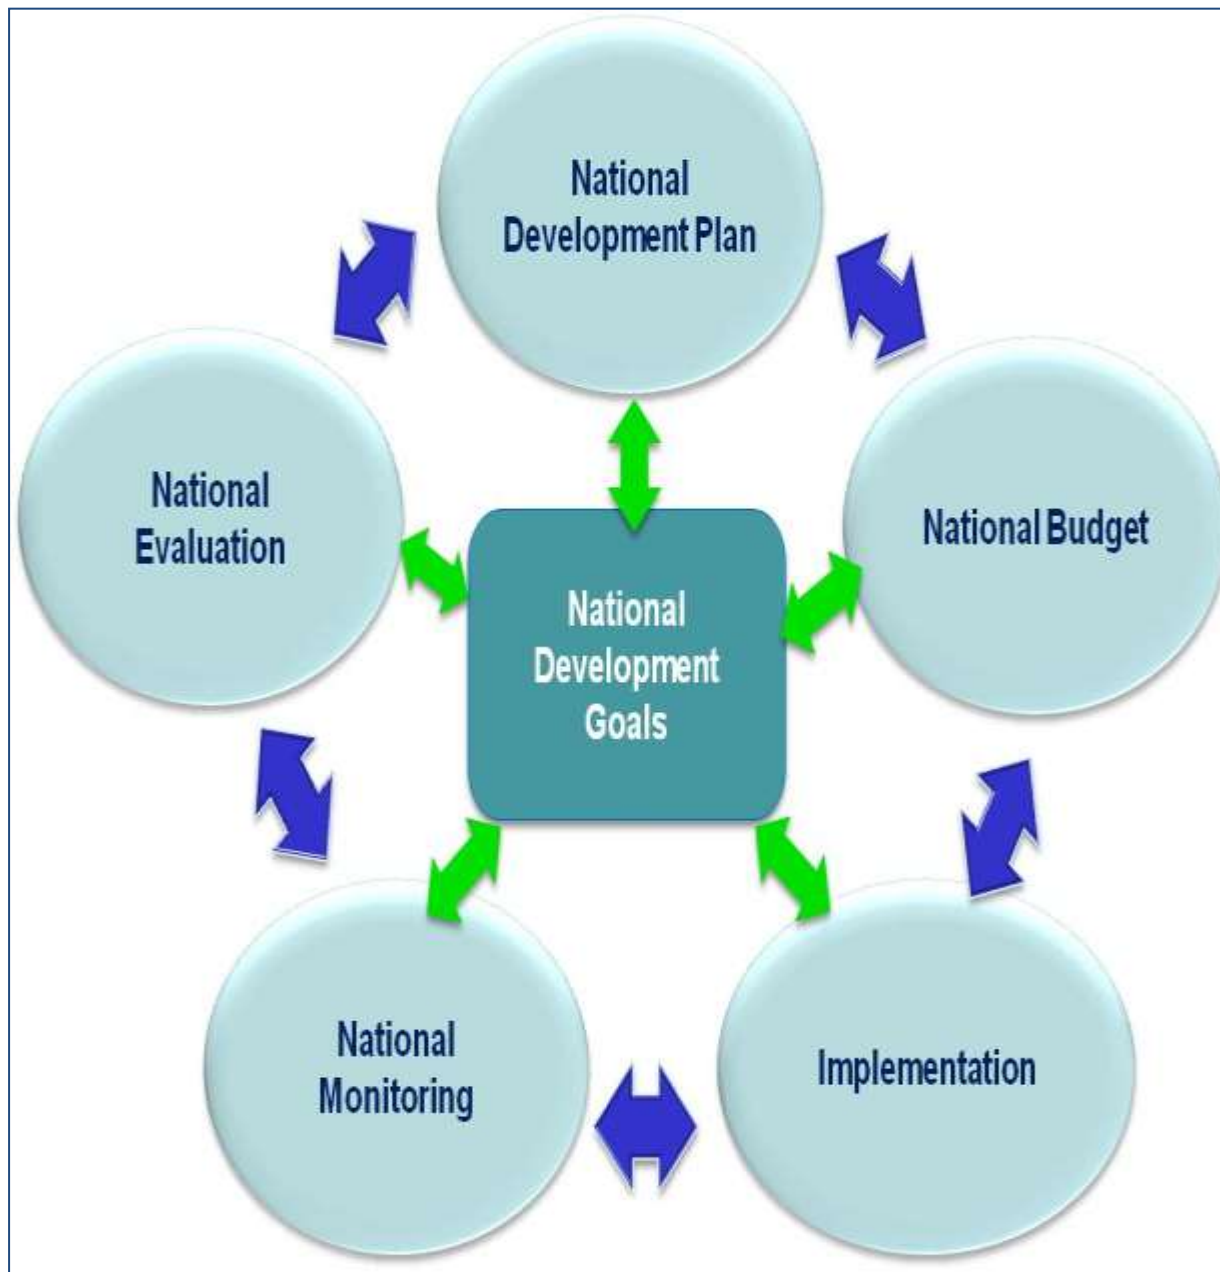 National
Development Plan
National
Evaluation
National Budget
National
Development
Goals
National
Monitoring
Implementation